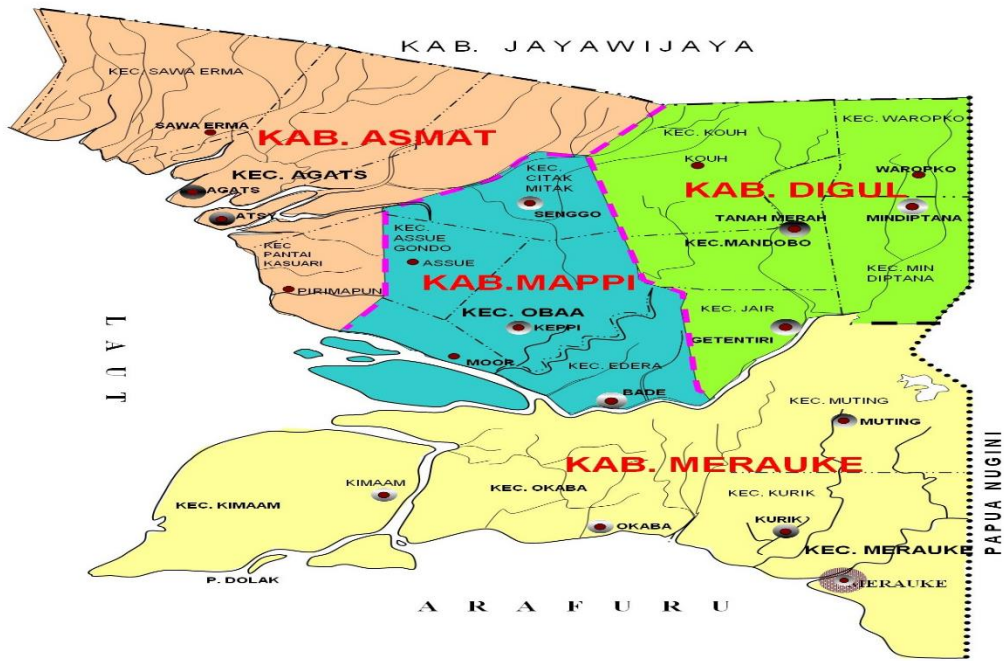 KAB. JAYAWIJAYA
KEC. SAWA ERMA
SAWA ERMA
KAB. ASMAT
KEC. AGATS
AGATS
ATSY
KEC
PANTAI
KASUARI
PIRIMAPUN
KEC.
CITAK
MITAK
SENGGO
KEC.
ASSUE
GONDO
ASSUE
KAB.MAPPI
KEC. OBAA
KEPPI
MOOR
KEC. EDERA
BADE
KEC. KOUH
KOUH
KEC. WAROPKO
WAROPKO
KAB. DIGUL
MINDIPTANA
TANAH MERAH
KEC.MANDOBO
KEC. MIN
DIPTANA
KEC. JAIR
GETENTIRI
KEC. MUTING
MUTING
KAB. MERAUKE
KIMAAM
KEC. KIMAAM
KEC. OKABA
OKABA
KEC. KURIK
KURIK
KEC. MERAUKE
MERAUKE
P. DOLAK
LAUT
ARAFURU
PAPUA NUGINI